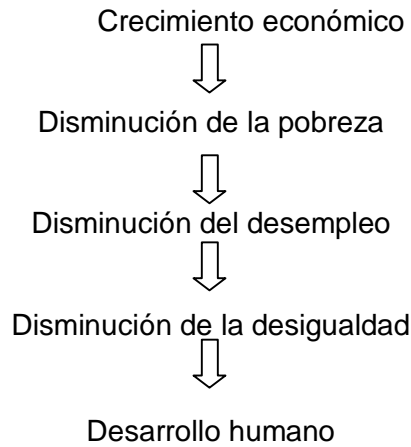 Crecimiento económico
Disminución de la pobreza
Disminución del desempleo
Disminución de la desigualdad
Desarrollo humano